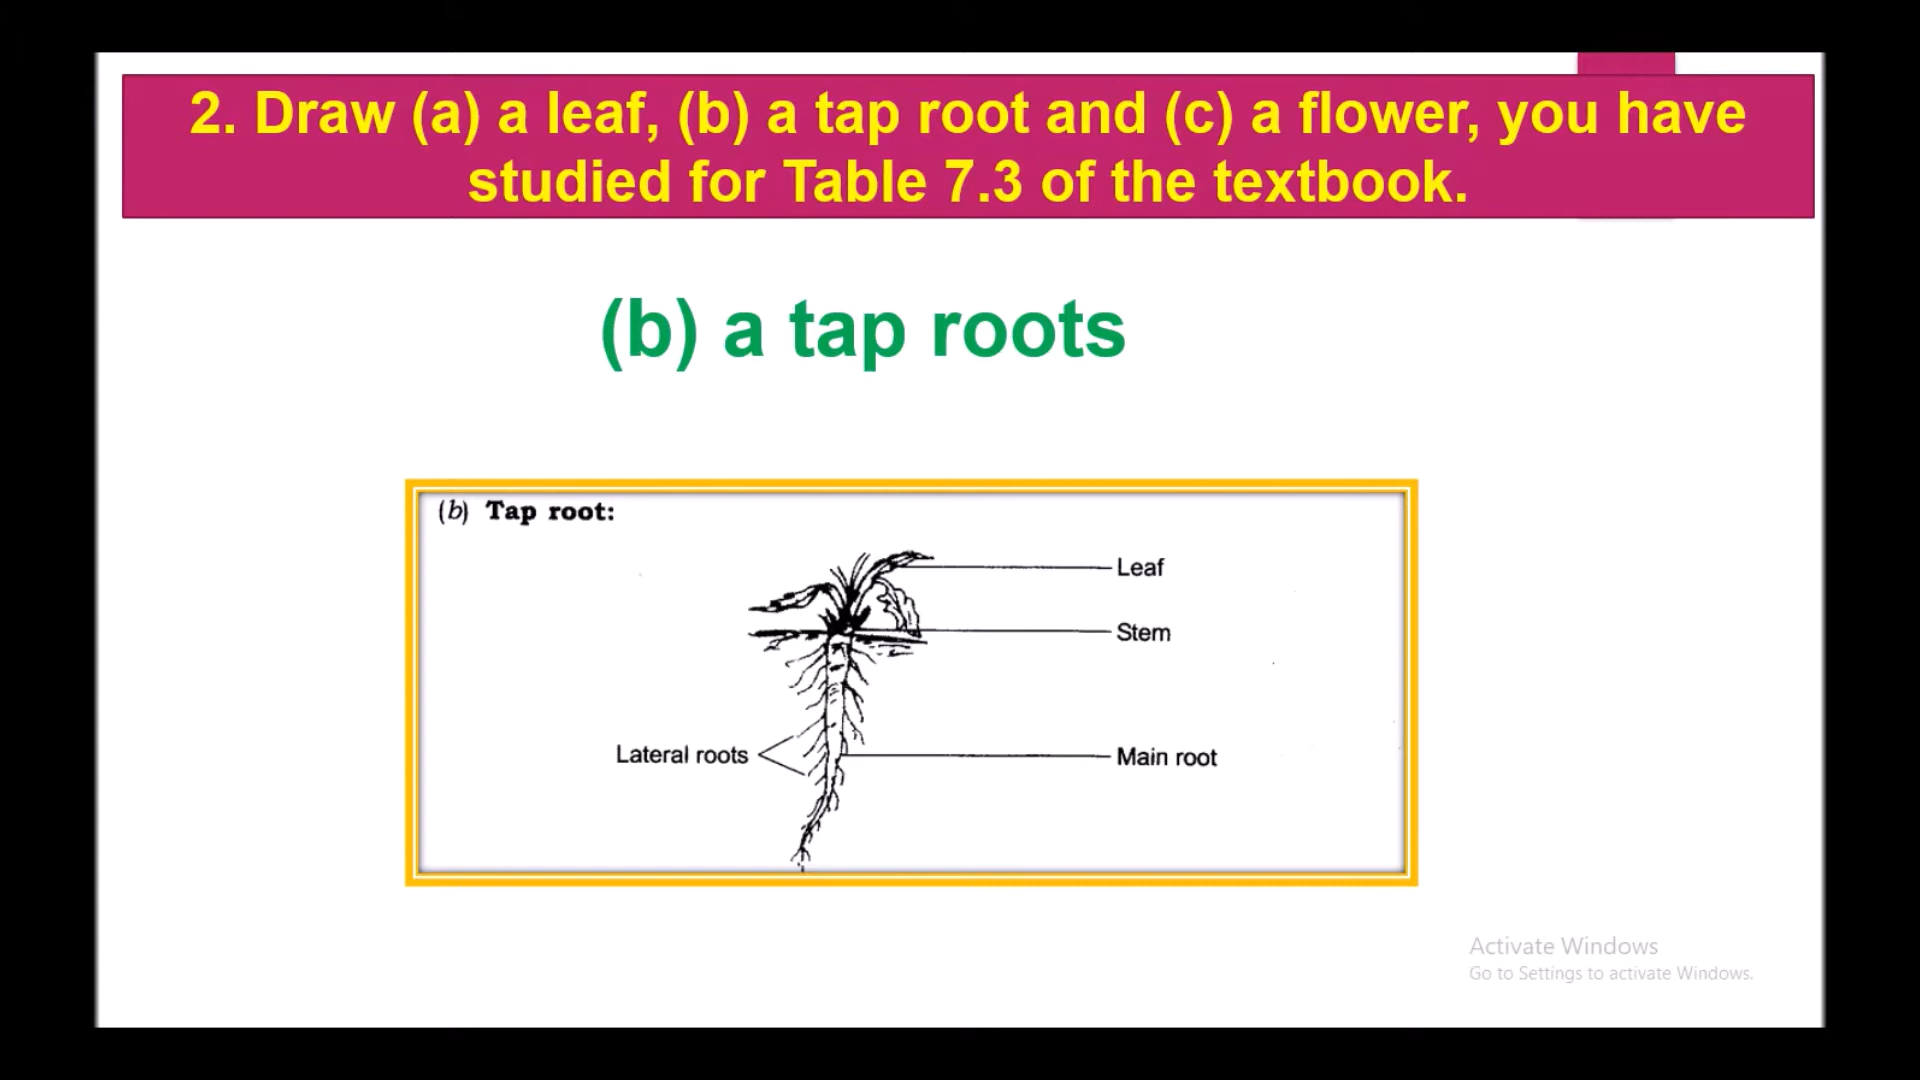 2. Draw (a) a leaf, (b) a tap root and (c) a flower, you have
studied for Table 7.3 of the textbook.
(b) a tap roots
(b) Tap root:
Leaf
Stem
Lateral roots
Main root
Activate Windows
Go to Settings to activate Windows.